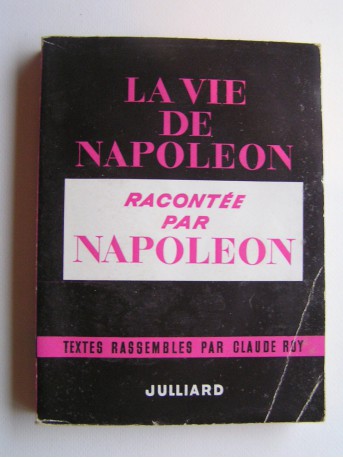 LA VIE
DE
NAPOLEON
RACONTÉE
PAR
NAPOLEON
TEXTES RASSEMBLES PAR CLAUDE ROY
JULLIARD